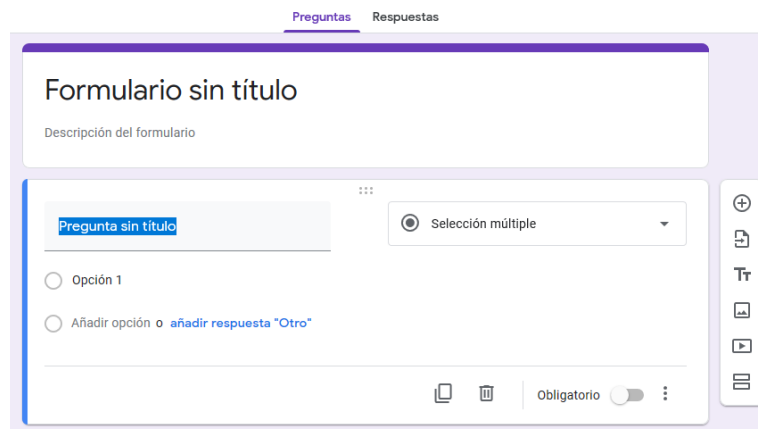 Preguntas Respuestas
Formulario sin título
Descripción del formulario
Pregunta sin título
Selección múltiple
Opción 1
Añadir opción o añadir respuesta "Otro"
Obligatorio